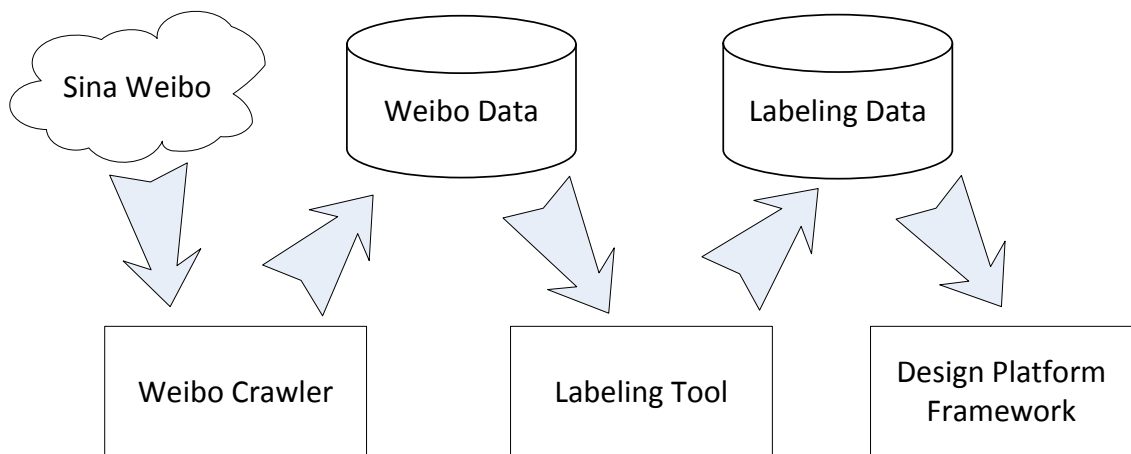 Sina Weibo
Weibo Data
Labeling Data
Weibo Crawler
Labeling Tool
Design Platform
Framework